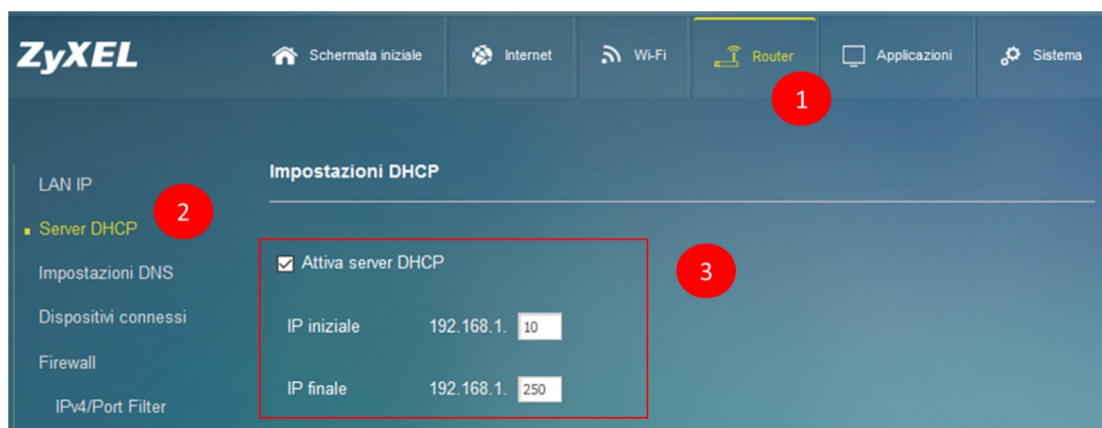 ZyXEL
Schermata iniziale
Internet
Wi-Fi
Router
Applicazioni
Sistema
1
LAN IP
Server DHCP
2
Impostazioni DNS
Dispositivi connessi
Firewall
IPv4/Port Filter
Impostazioni DHCP
Attiva server DHCP
3
IP iniziale 192.168.1. 10
IP finale 192.168.1. 250